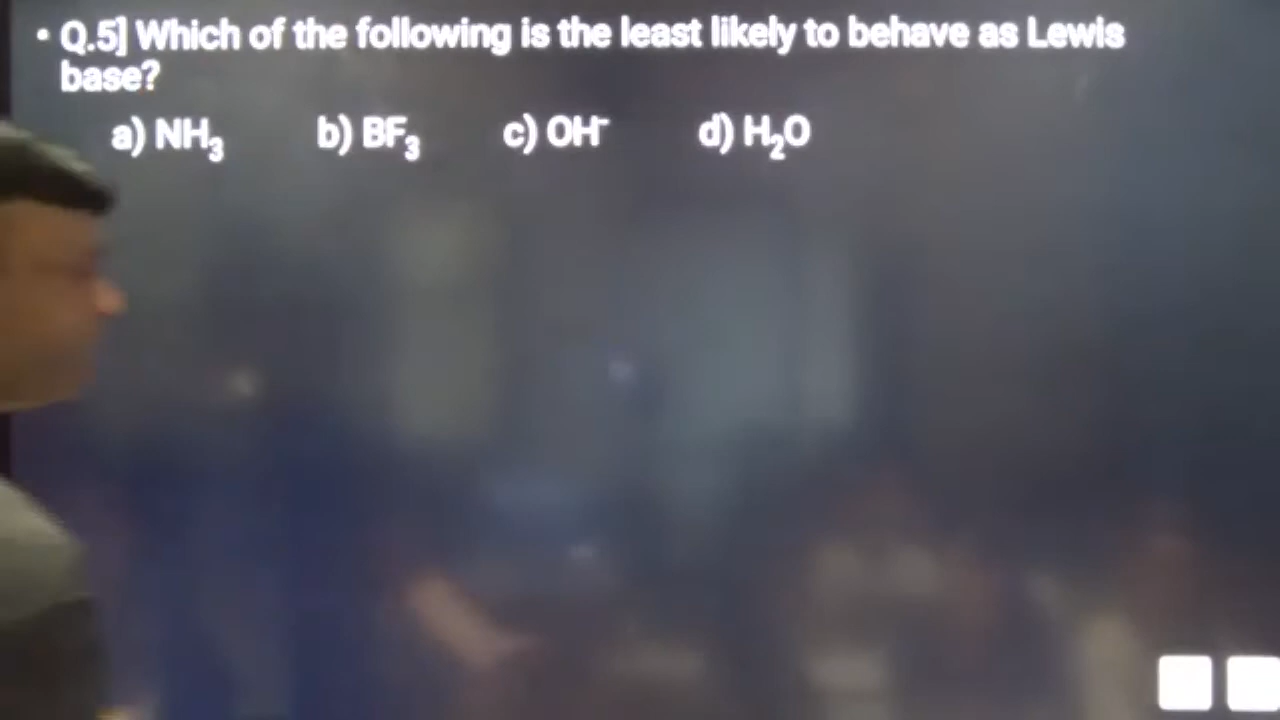 • Q.5] Which of the following is the least likely to behave as Lewis
base?
a) NH₃ b) BF₃ c) OH⁻ d) H₂O